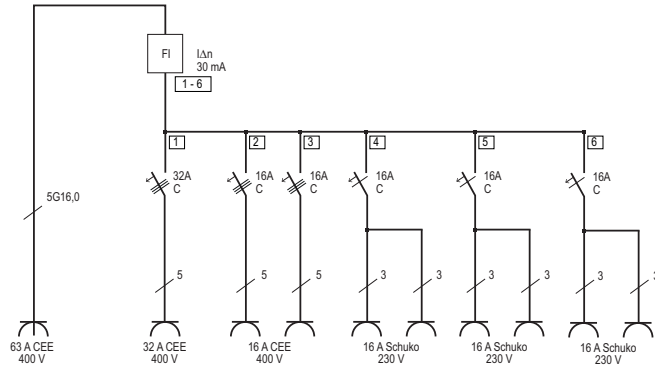 FI
IΔn
30 mA
1 - 6
1
2
3
4
5
6
32A
C
16A
C
16A
C
16A
C
16A
C
16A
C
5G16,0
5
5
5
3
3
3
3
3
3
63 A CEE
400 V
32 A CEE
400 V
16 A CEE
400 V
16 A Schuko
230 V
16 A Schuko
230 V
16 A Schuko
230 V